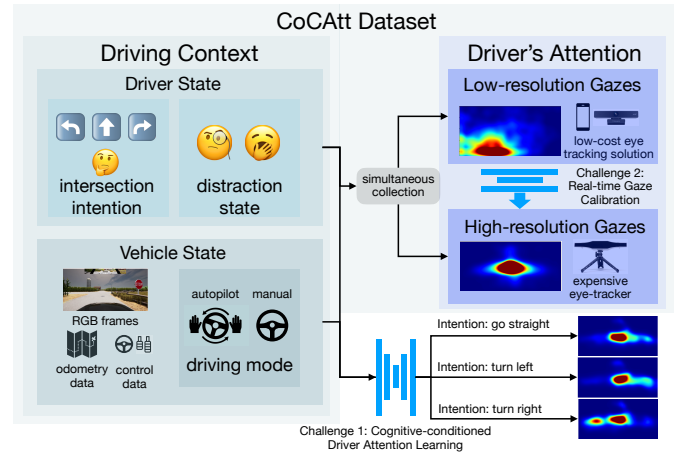 CoCAtt Dataset
Driving Context
Driver State
intersection
intention
distraction
state
Vehicle State
RGB frames
odometry
data
control
data
autopilot
manual
driving mode
simultaneous
collection
Driver's Attention
Low-resolution Gazes
low-cost eye
tracking solution
Challenge 2:
Real-time Gaze
Calibration
High-resolution Gazes
expensive
eye-tracker
Intention: go straight
Intention: turn left
Intention: turn right
Challenge 1: Cognitive-conditioned
Driver Attention Learning